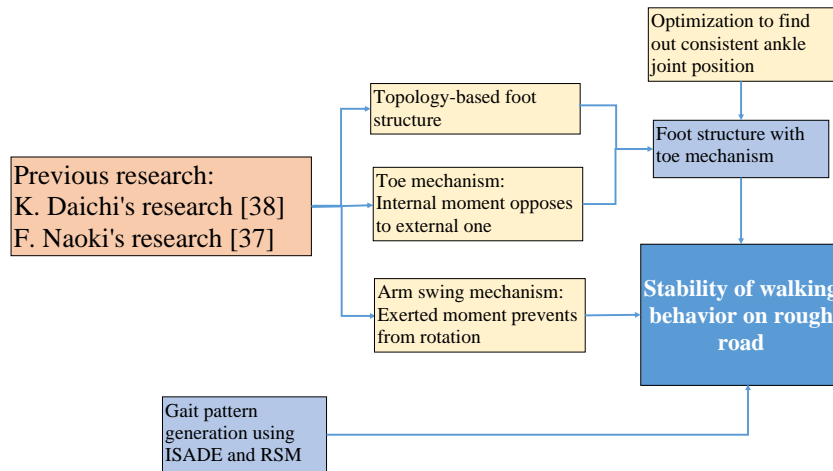 Optimization to find
out consistent ankle
joint position
Topology-based foot
structure
Foot structure with
toe mechanism
Previous research:
K. Daichi's research [38]
F. Naoki's research [37]
Toe mechanism:
Internal moment opposes
to external one
Arm swing mechanism:
Exerted moment prevents
from rotation
Stability of walking
behavior on rough
road
Gait pattern
generation using
ISADE and RSM